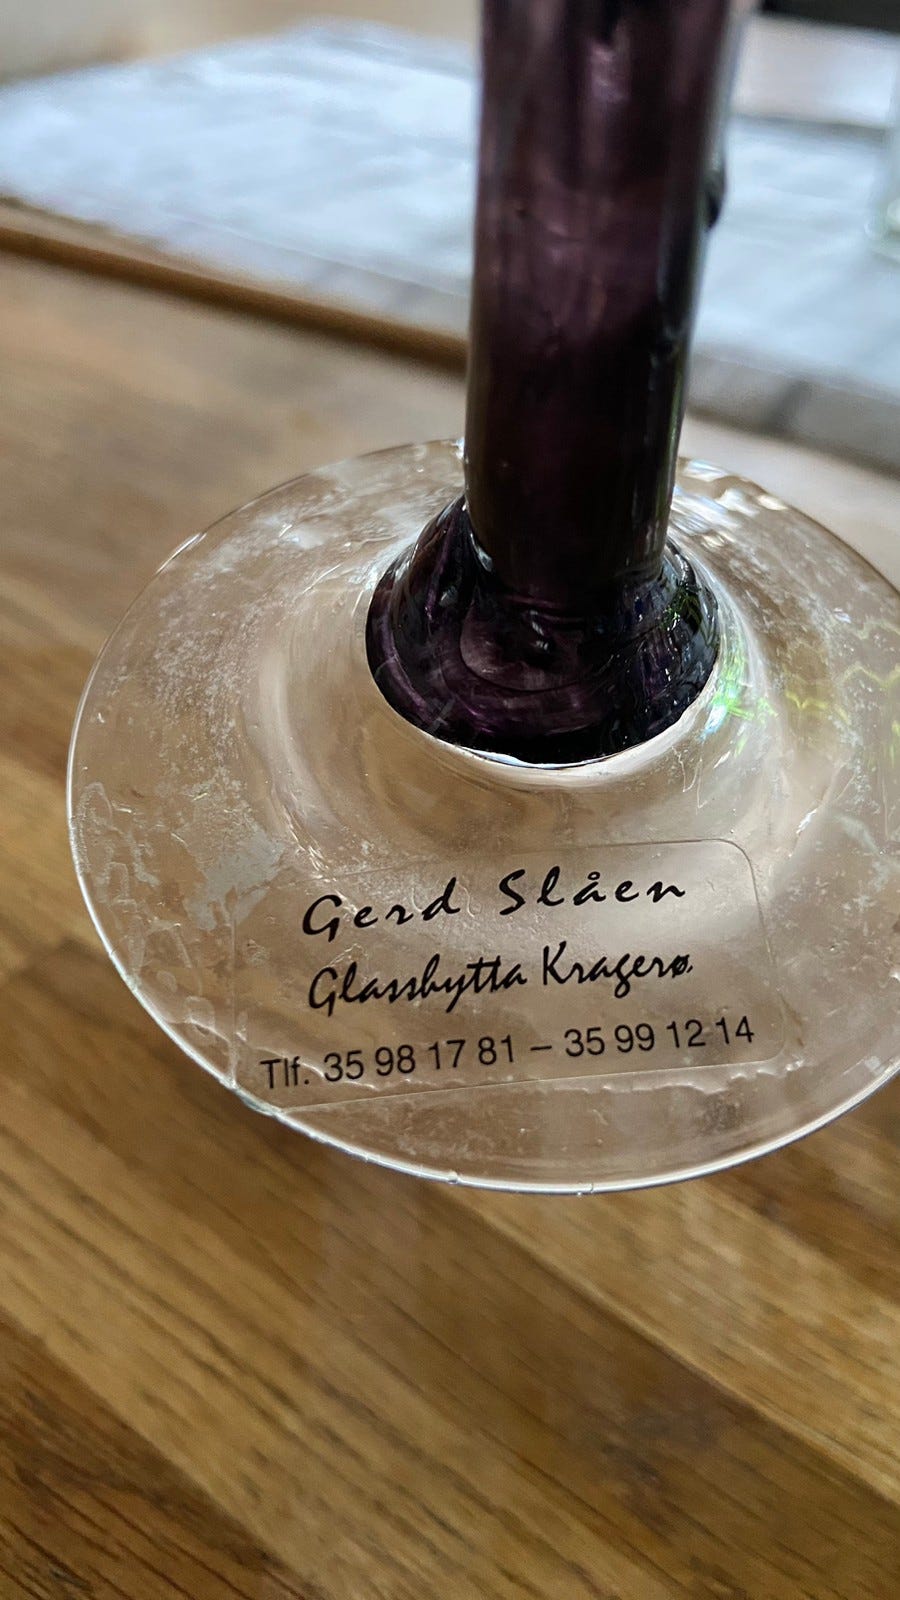 Gerd Slåen
Glasshytta Kragerø
Tlf. 35 98 17 81 – 35 99 12 14